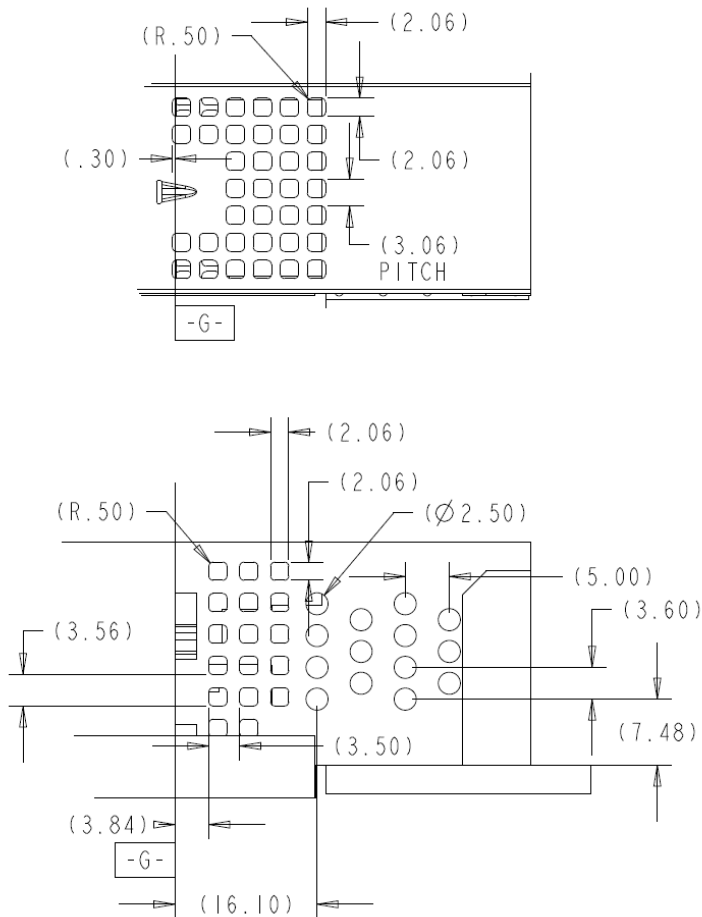 (2.06)
(R.50)
(.30)
(2.06)
(3.06)
PITCH
-G-
(2.06)
(2.06)
(R.50)
(Ø2.50)
(5.00)
(3.60)
(3.56)
(3.50)
(7.48)
(3.84)
-G-
(16.10)